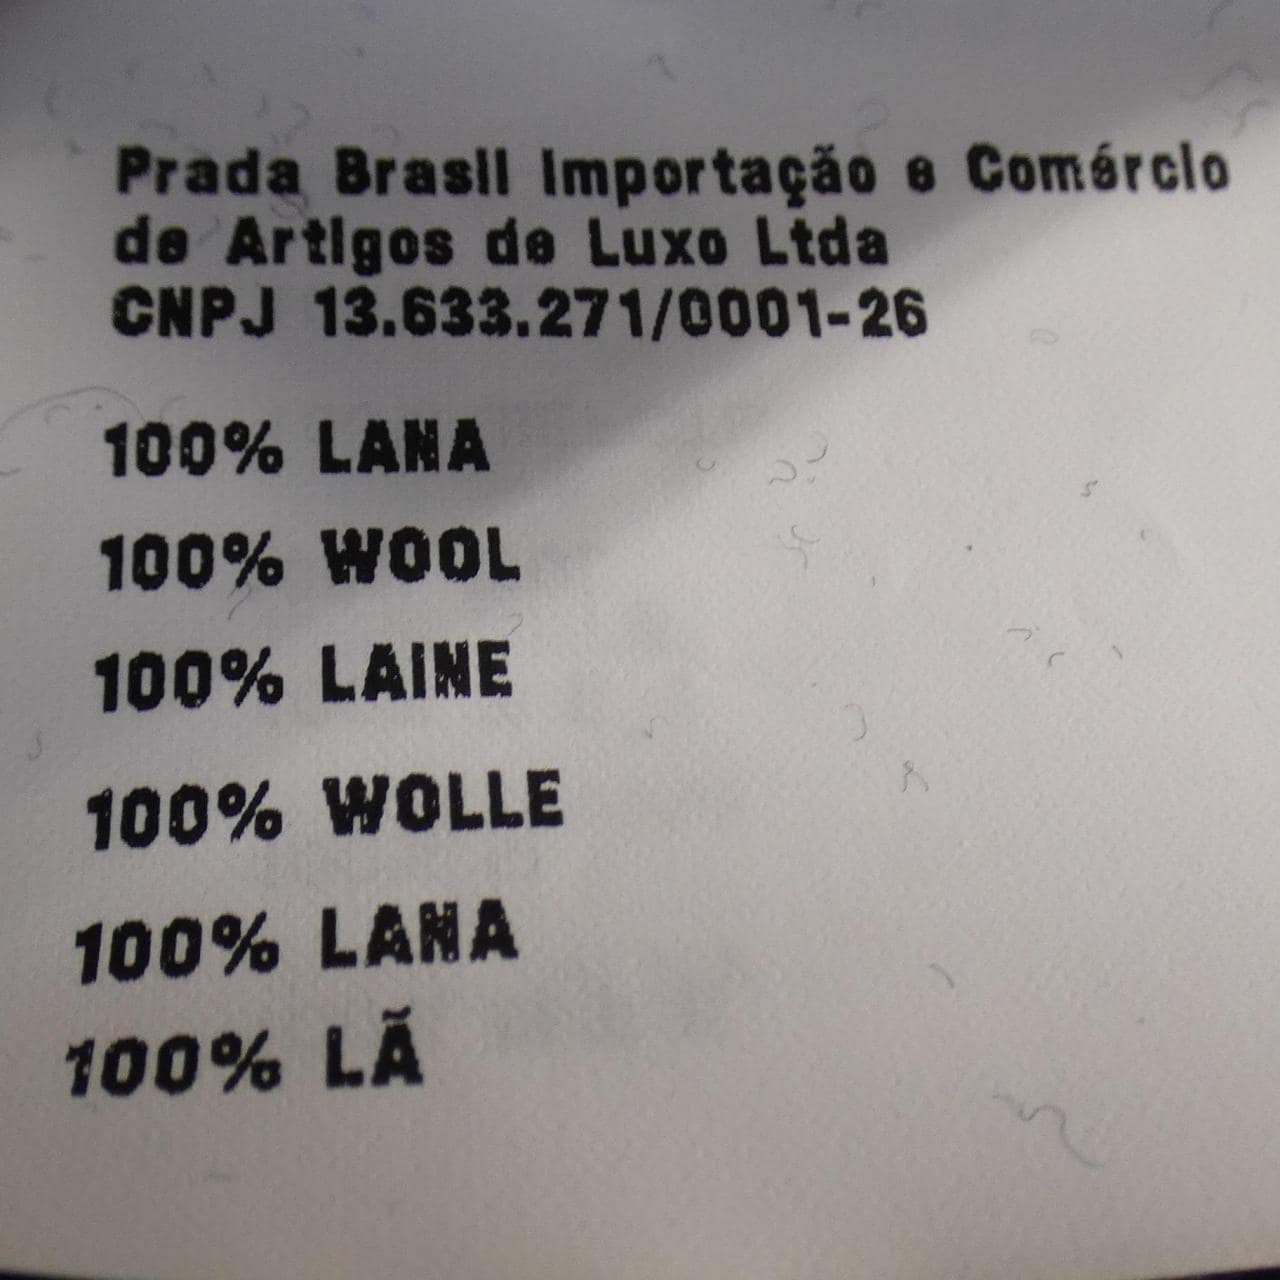 Prada Brasil Importação e Comércio
de Artigos de Luxo Ltda
CNPJ 13.633.271/0001-26
100% LANA
100% WOOL
100% LAINE
100% WOLLE
100% LANA
100% LÃ